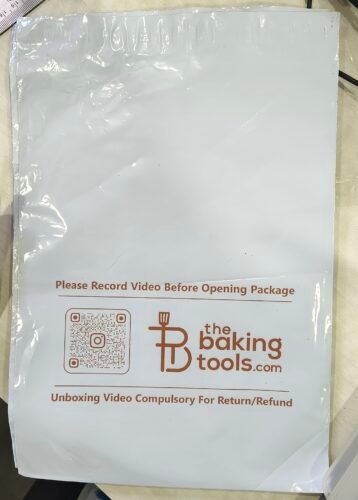 Please Record Video Before Opening Package
the
baking
tools.com
Unboxing Video Compulsory For Return/Refund